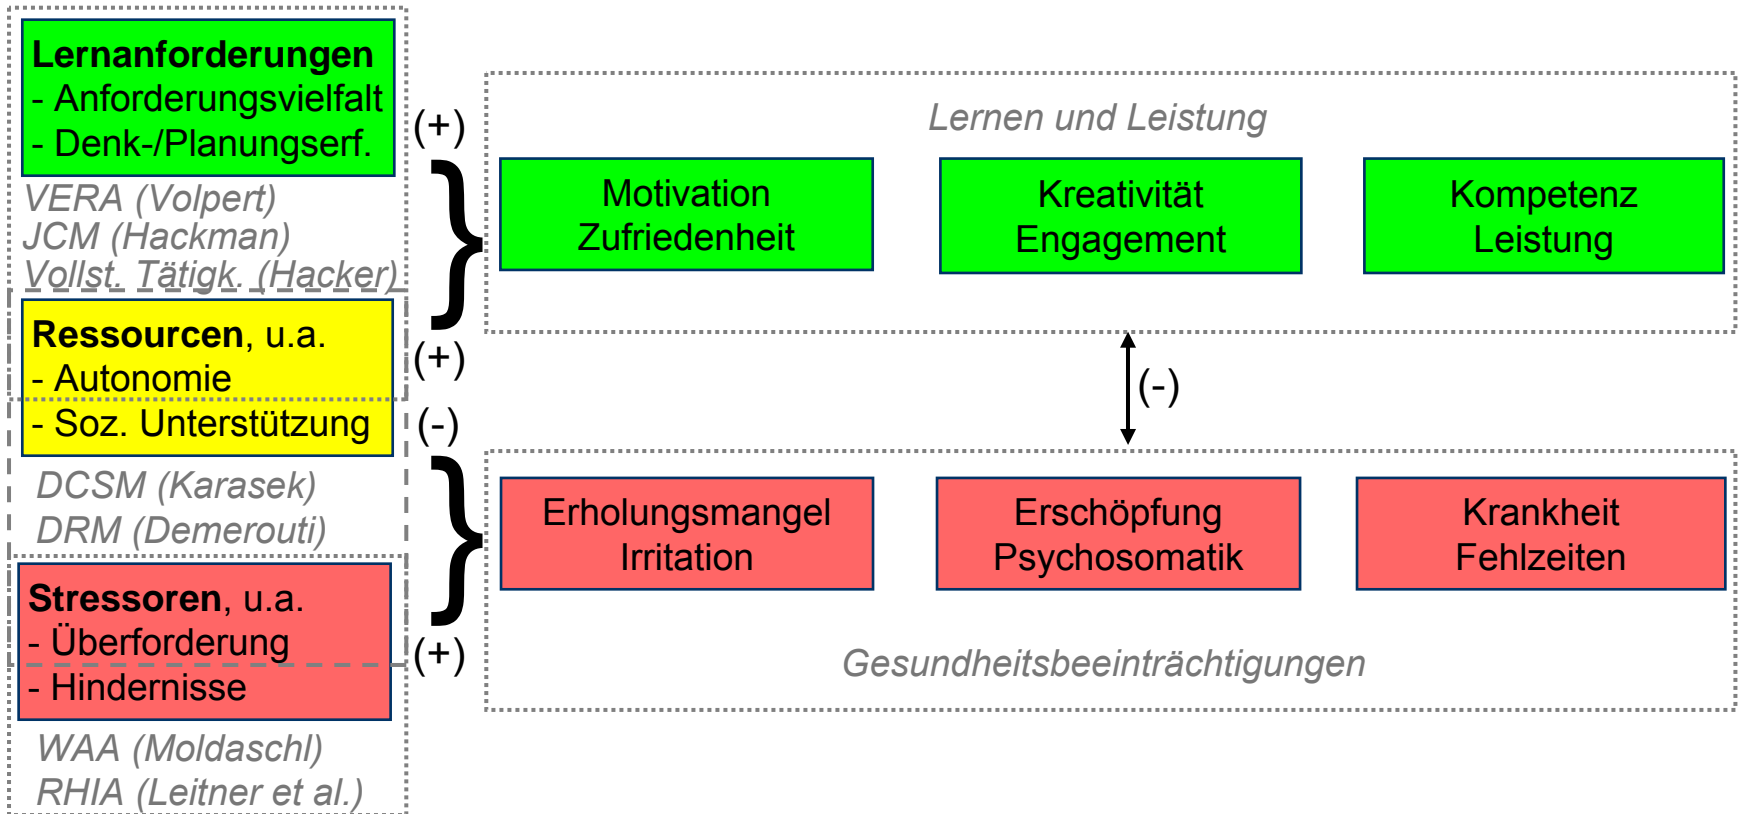 Lernanforderungen
- Anforderungsvielfalt
- Denk-/Planungserf.
VERA (Volpert)
JCM (Hackman)
Vollst. Tätigk. (Hacker)
Ressourcen, u.a.
- Autonomie
- Soz. Unterstützung
DCSM (Karasek)
DRM (Demerouti)
Stressoren, u.a.
- Überforderung
- Hindernisse
WAA (Moldaschl)
RHIA (Leitner et al.)
(+)
}
(+)
(-)
}
(+)
Lernen und Leistung
Motivation
Zufriedenheit
Kreativität
Engagement
Kompetenz
Leistung
(-)
Erholungsmangel
Irritation
Erschöpfung
Psychosomatik
Krankheit
Fehlzeiten
Gesundheitsbeeinträchtigungen